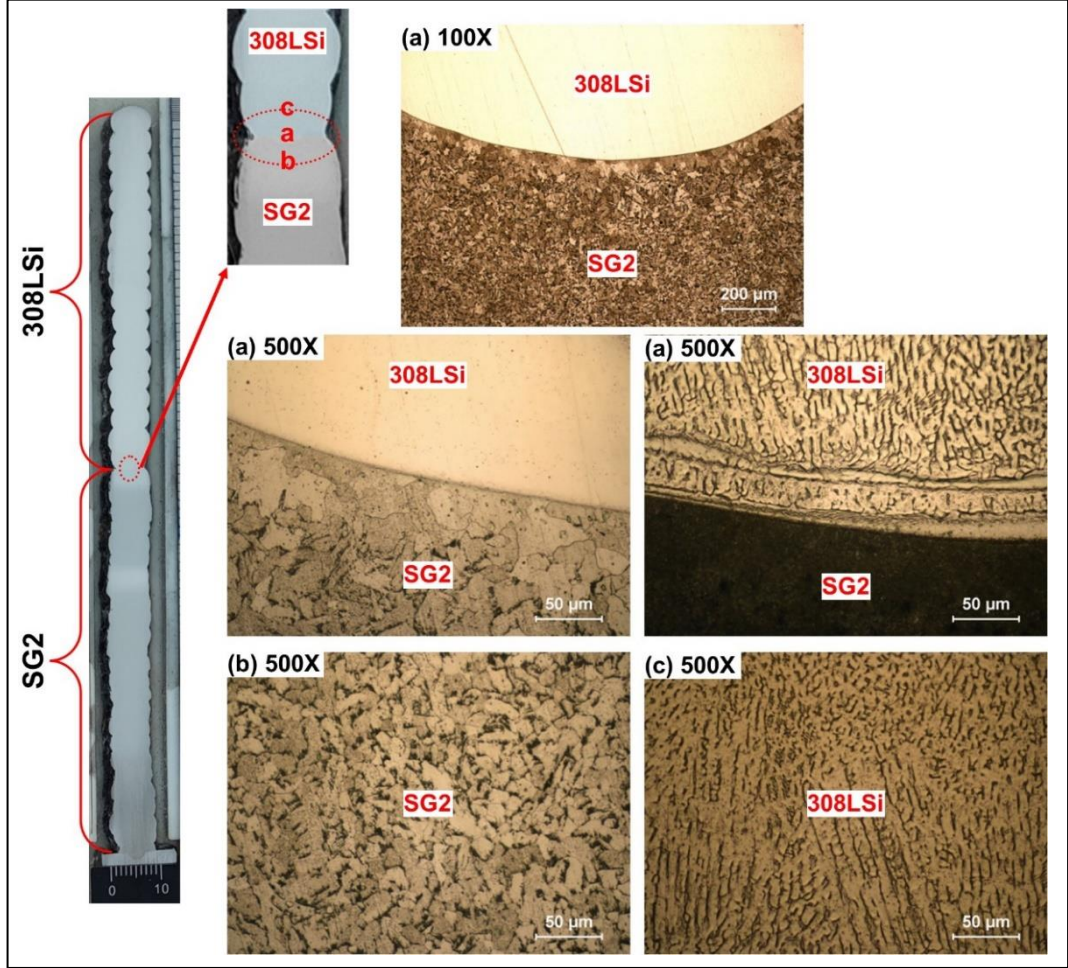 308LSi
SG2
308LSi
c
a
b
SG2
0 10
(a) 100X
308LSi
SG2
200 µm
(a) 500X
308LSi
SG2
50 µm
(a) 500X
308LSi
SG2
50 µm
(b) 500X
SG2
50 µm
(c) 500X
308LSi
50 µm